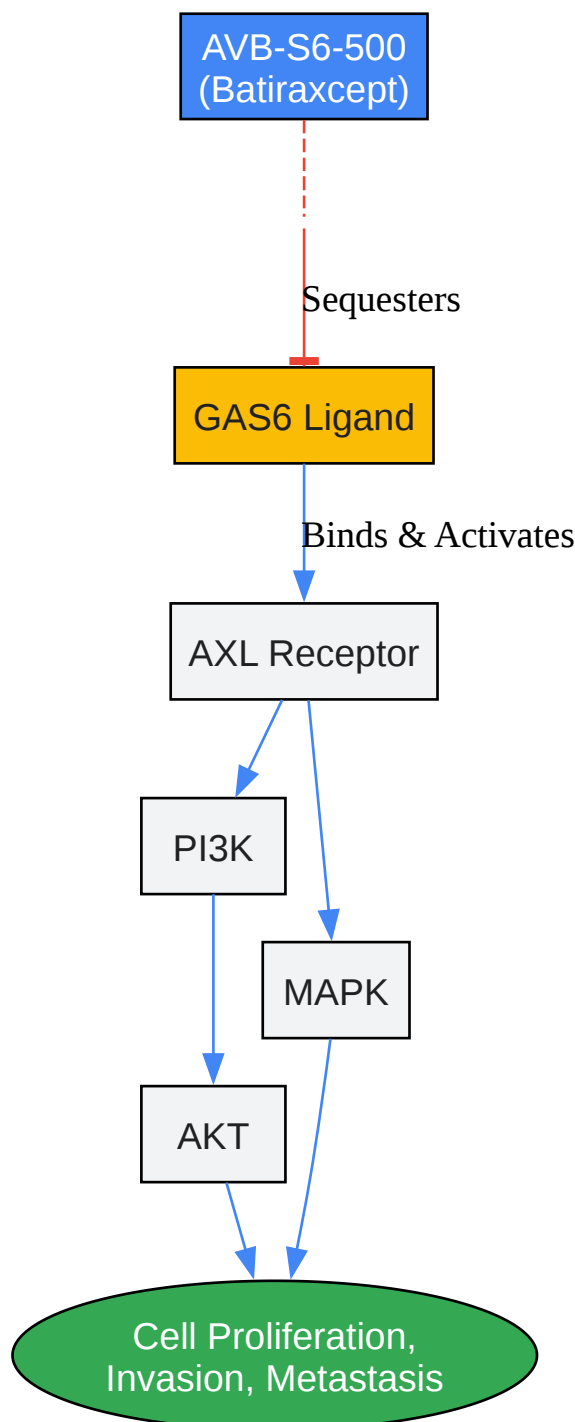 AVB-S6-500
(Batiraxcept)
Sequesters
GAS6 Ligand
Binds & Activates
AXL Receptor
PI3K
MAPK
AKT
Cell Proliferation,
Invasion, Metastasis